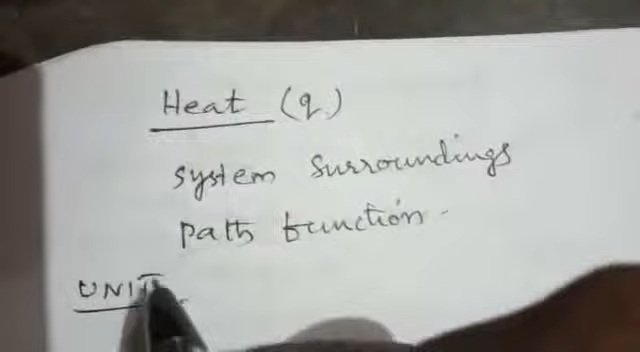 Heat (q)
system surroundings
path function.
UNIT